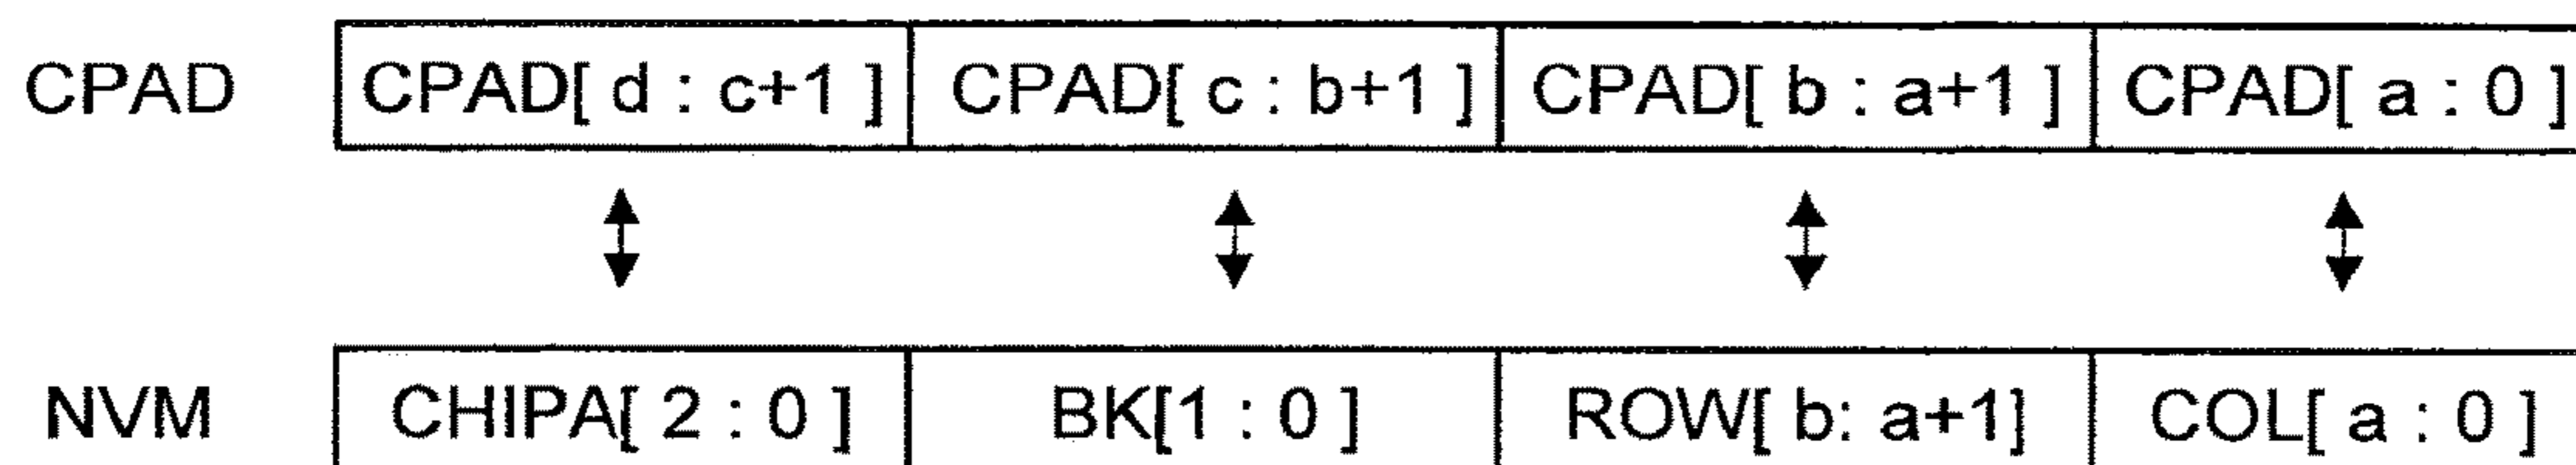 CPAD CPAD[ d : c+1 ] CPAD[ c : b+1 ] CPAD[ b : a+1 ] CPAD[ a : 0 ]
NVM CHIPA[ 2 : 0 ] BK[1 : 0 ] ROW[ b: a+1] COL[ a : 0 ]